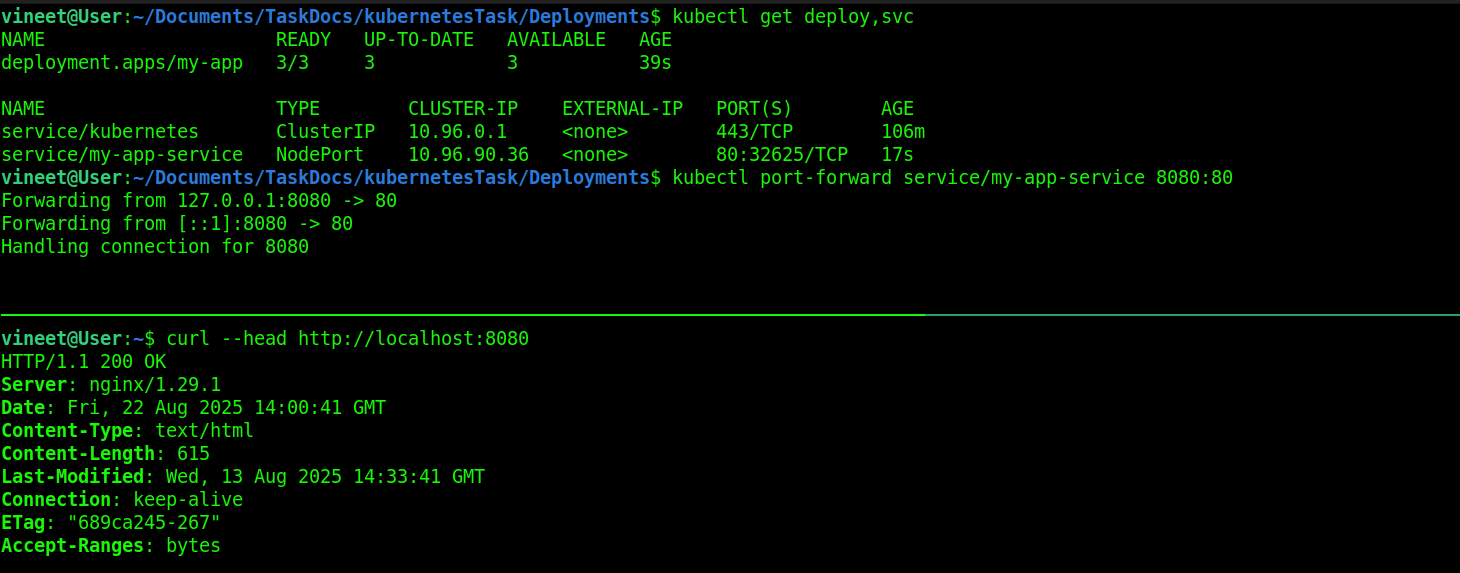 vineet@User:~/Documents/TaskDocs/kubernetesTask/Deployments$ kubectl get deploy,svc
NAME                     READY   UP-TO-DATE   AVAILABLE   AGE
deployment.apps/my-app   3/3     3            3           39s

NAME                     TYPE        CLUSTER-IP    EXTERNAL-IP   PORT(S)        AGE
service/kubernetes       ClusterIP   10.96.0.1     <none>        443/TCP        106m
service/my-app-service   NodePort    10.96.90.36   <none>        80:32625/TCP   17s
vineet@User:~/Documents/TaskDocs/kubernetesTask/Deployments$ kubectl port-forward service/my-app-service 8080:80
Forwarding from 127.0.0.1:8080 -> 80
Forwarding from [::1]:8080 -> 80
Handling connection for 8080
vineet@User:~$ curl --head http://localhost:8080
HTTP/1.1 200 OK
Server: nginx/1.29.1
Date: Fri, 22 Aug 2025 14:00:41 GMT
Content-Type: text/html
Content-Length: 615
Last-Modified: Wed, 13 Aug 2025 14:33:41 GMT
Connection: keep-alive
ETag: "689ca245-267"
Accept-Ranges: bytes